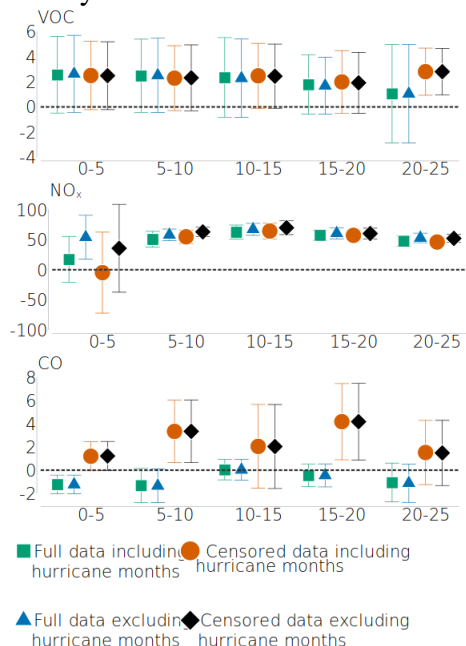 VOC
6
4
2
0
-2
-4
0-5 5-10 10-15 15-20 20-25
NOₓ
100
50
0
-50
-100
0-5 5-10 10-15 15-20 20-25
CO
8
6
4
2
0
-2
0-5 5-10 10-15 15-20 20-25
Full data including Censored data including
hurricane months hurricane months
Full data excluding Censored data excluding
hurricane months hurricane months